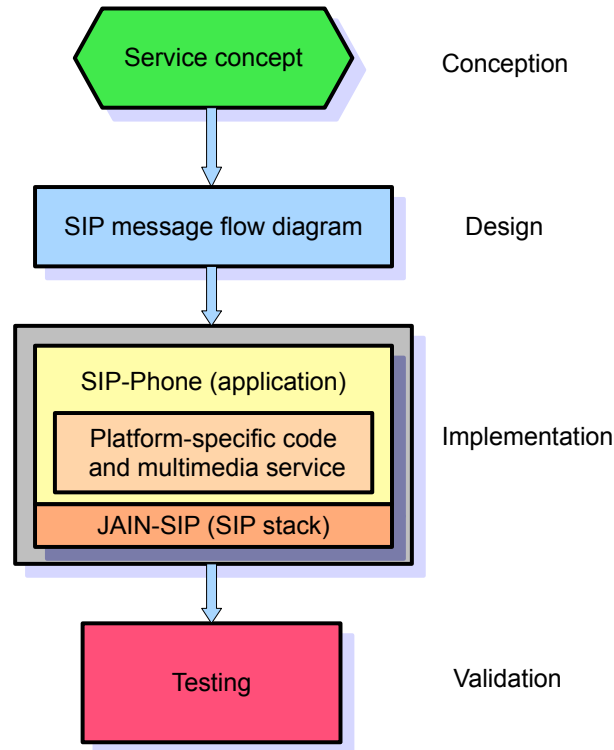 Service concept
Conception
SIP message flow diagram
Design
SIP-Phone (application)
Platform-specific code
and multimedia service
Implementation
JAIN-SIP (SIP stack)
Testing
Validation